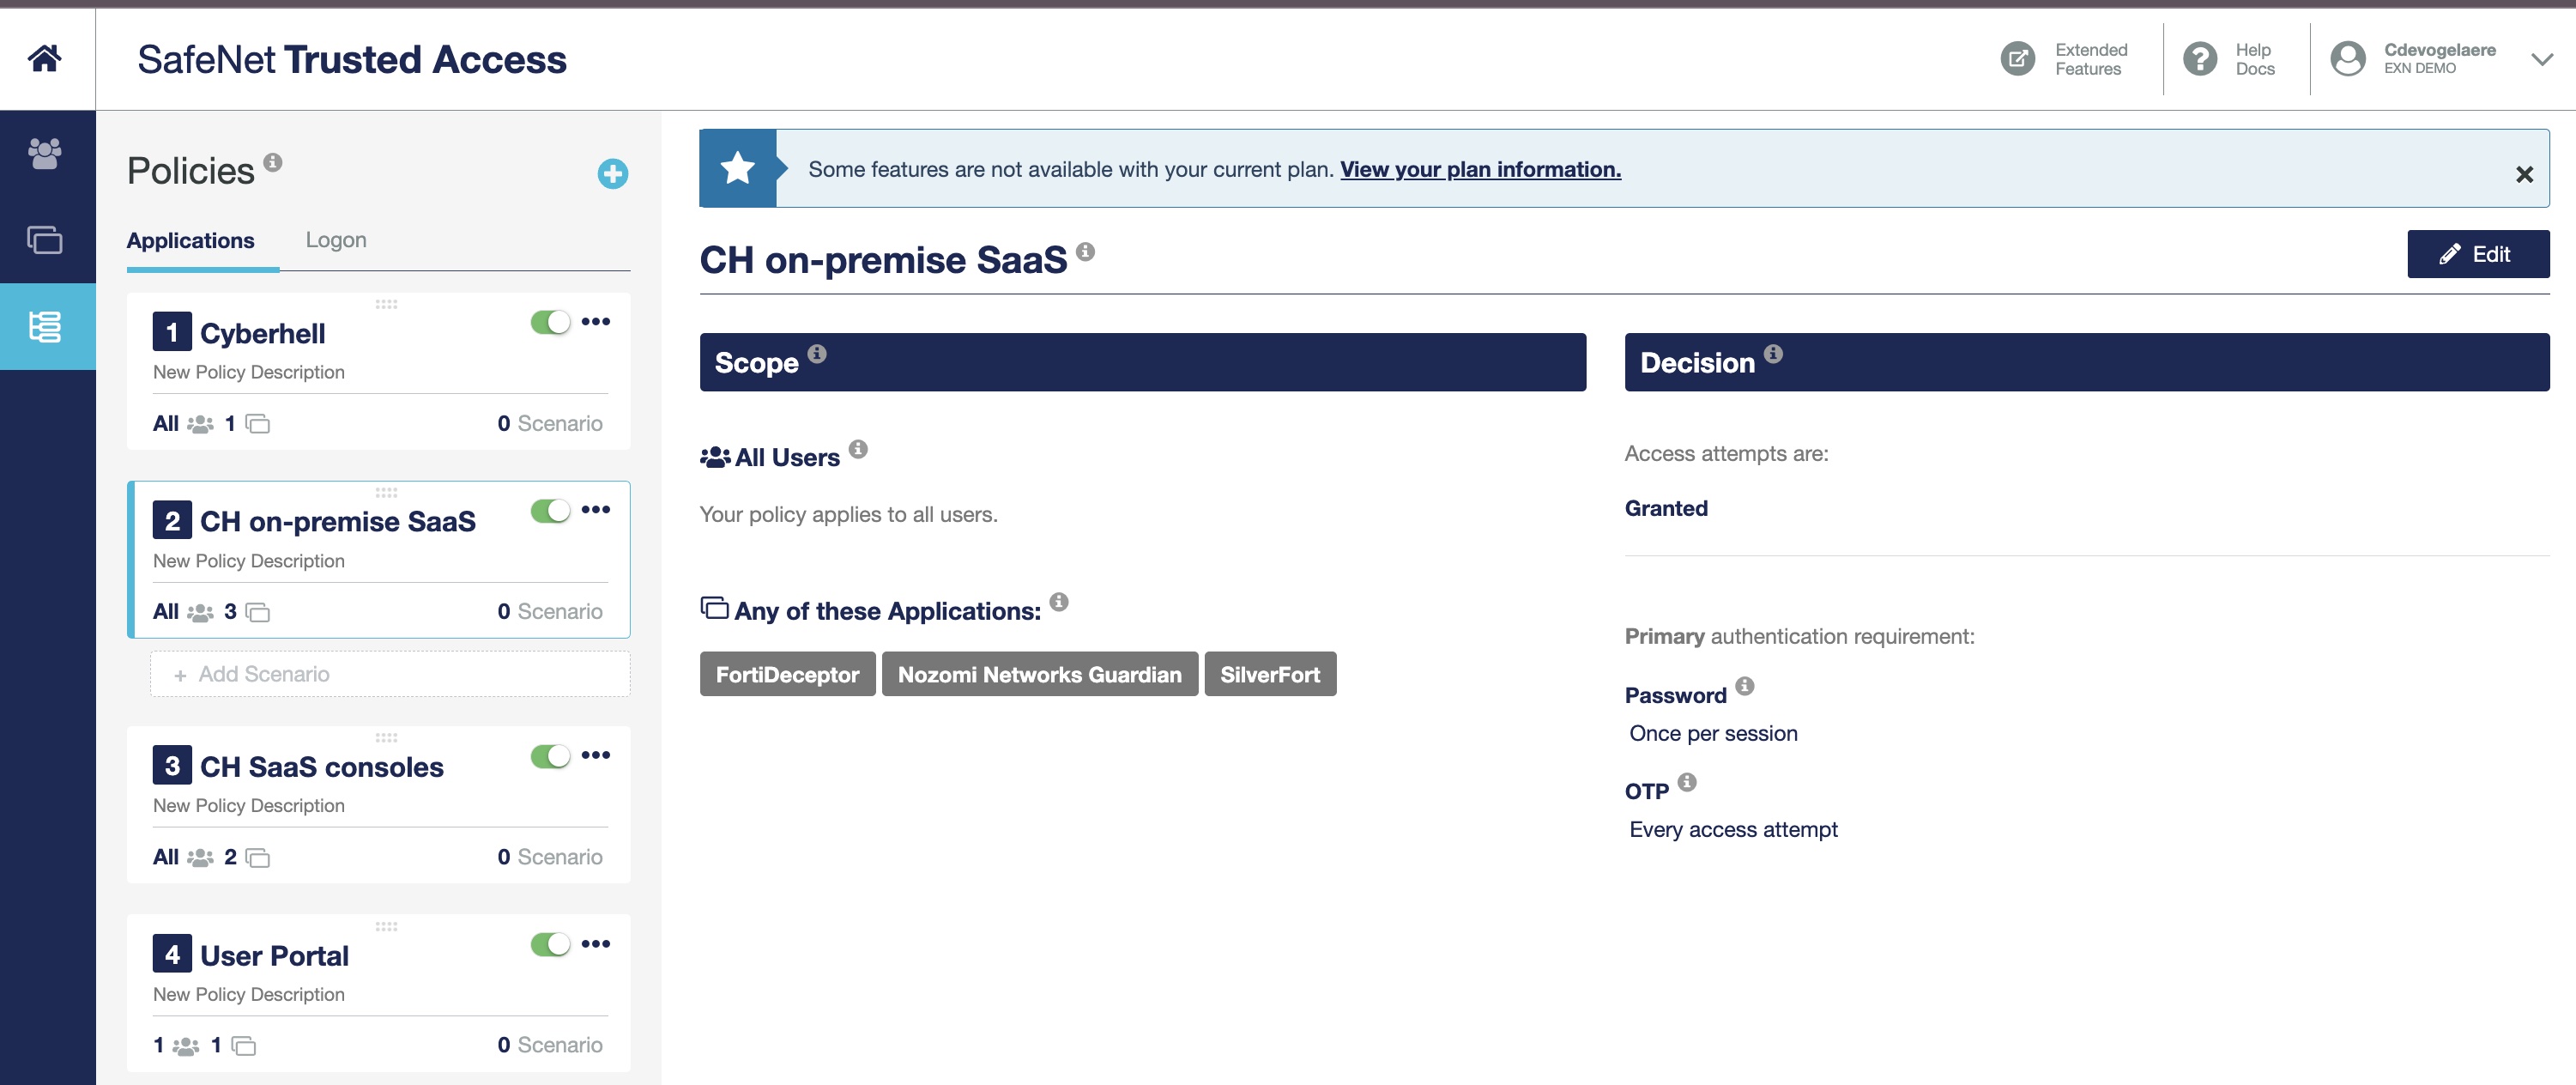 SafeNet Trusted Access
Extended
Features
Help
Docs
Cdevogelaere
EXN DEMO
Policies
Applications
Logon
1 Cyberhell
New Policy Description
All 1
0 Scenario
2 CH on-premise SaaS
New Policy Description
All 3
0 Scenario
+ Add Scenario
3 CH SaaS consoles
New Policy Description
All 2
0 Scenario
4 User Portal
New Policy Description
1 1
0 Scenario
Some features are not available with your current plan. View your plan information.
CH on-premise SaaS
Edit
Scope
All Users
Your policy applies to all users.
Any of these Applications:
FortiDeceptor
Nozomi Networks Guardian
SilverFort
Decision
Access attempts are:
Granted
Primary authentication requirement:
Password
Once per session
OTP
Every access attempt